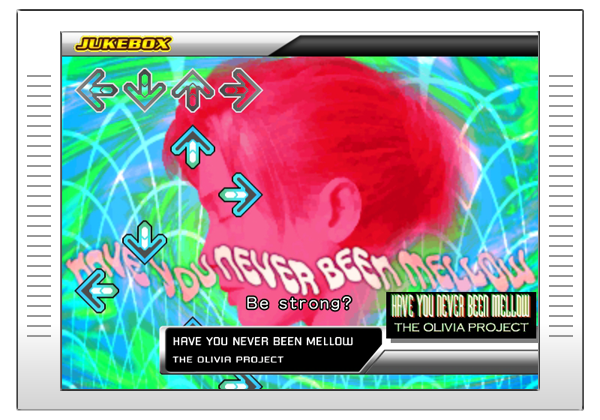 JUKEBOX
HAVE YOU NEVER BEEN MELLOW
Be strong?
HAVE YOU NEVER BEEN MELLOW
THE OLIVIA PROJECT
HAVE YOU NEVER BEEN MELLOW
THE OLIVIA PROJECT